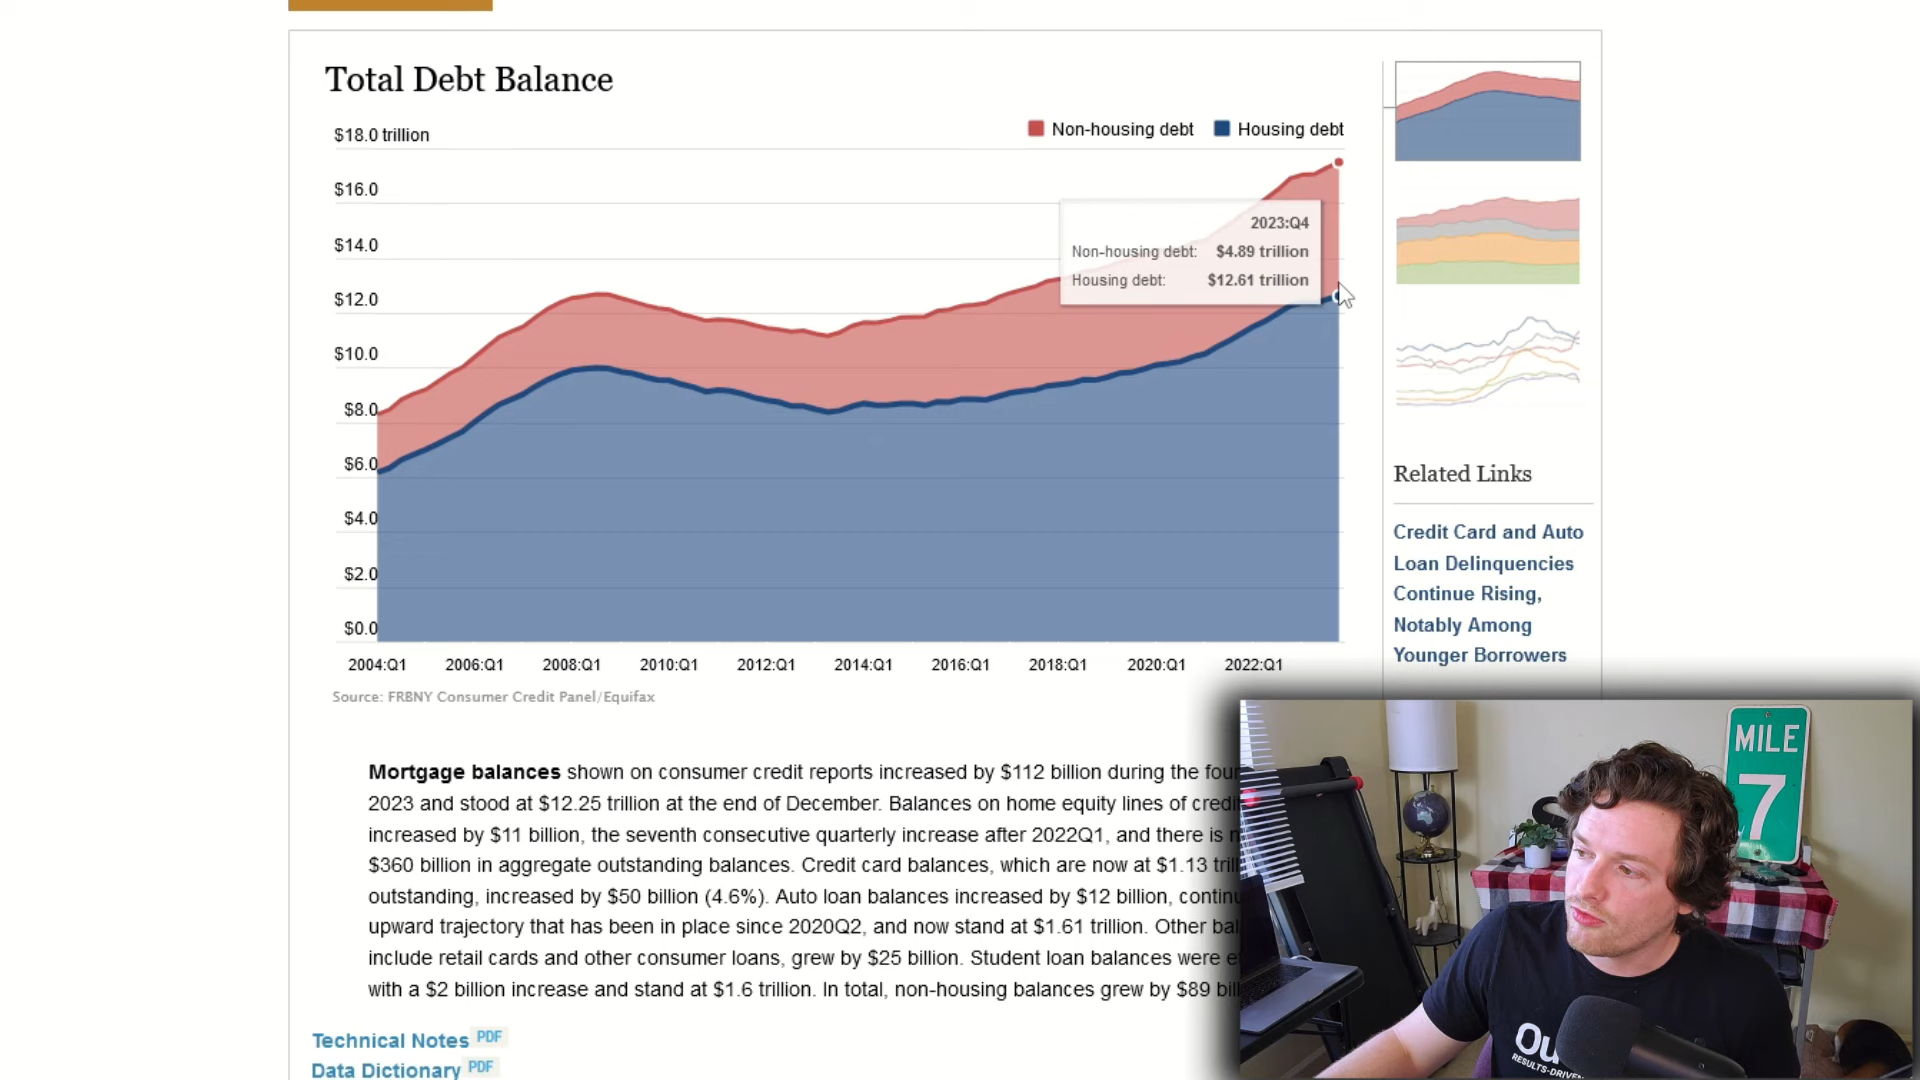 Total Debt Balance
$18.0 trillion
Non-housing debt
Housing debt
$16.0
$14.0
$12.0
$10.0
$8.0
$6.0
$4.0
$2.0
$0.0
2023:Q4
Non-housing debt: $4.89 trillion
Housing debt: $12.61 trillion
2004:Q1 2006:Q1 2008:Q1 2010:Q1 2012:Q1 2014:Q1 2016:Q1 2018:Q1 2020:Q1 2022:Q1
Source: FRBNY Consumer Credit Panel/Equifax
Related Links
Credit Card and Auto
Loan Delinquencies
Continue Rising,
Notably Among
Younger Borrowers
Mortgage balances shown on consumer credit reports increased by $112 billion during the
2023 and stood at $12.25 trillion at the end of December. Balances on home equity lines of
increased by $11 billion, the seventh consecutive quarterly increase after 2022Q1, and there is
$360 billion in aggregate outstanding balances. Credit card balances, which are now at $1.13
outstanding, increased by $50 billion (4.6%). Auto loan balances increased by $12 billion,
upward trajectory that has been in place since 2020Q2, and now stand at $1.61 trillion. Other
include retail cards and other consumer loans, grew by $25 billion. Student loan balances were
with a $2 billion increase and stand at $1.6 trillion. In total, non-housing balances grew by $89
Technical Notes PDF
Data Dictionary PDF
MILE
7